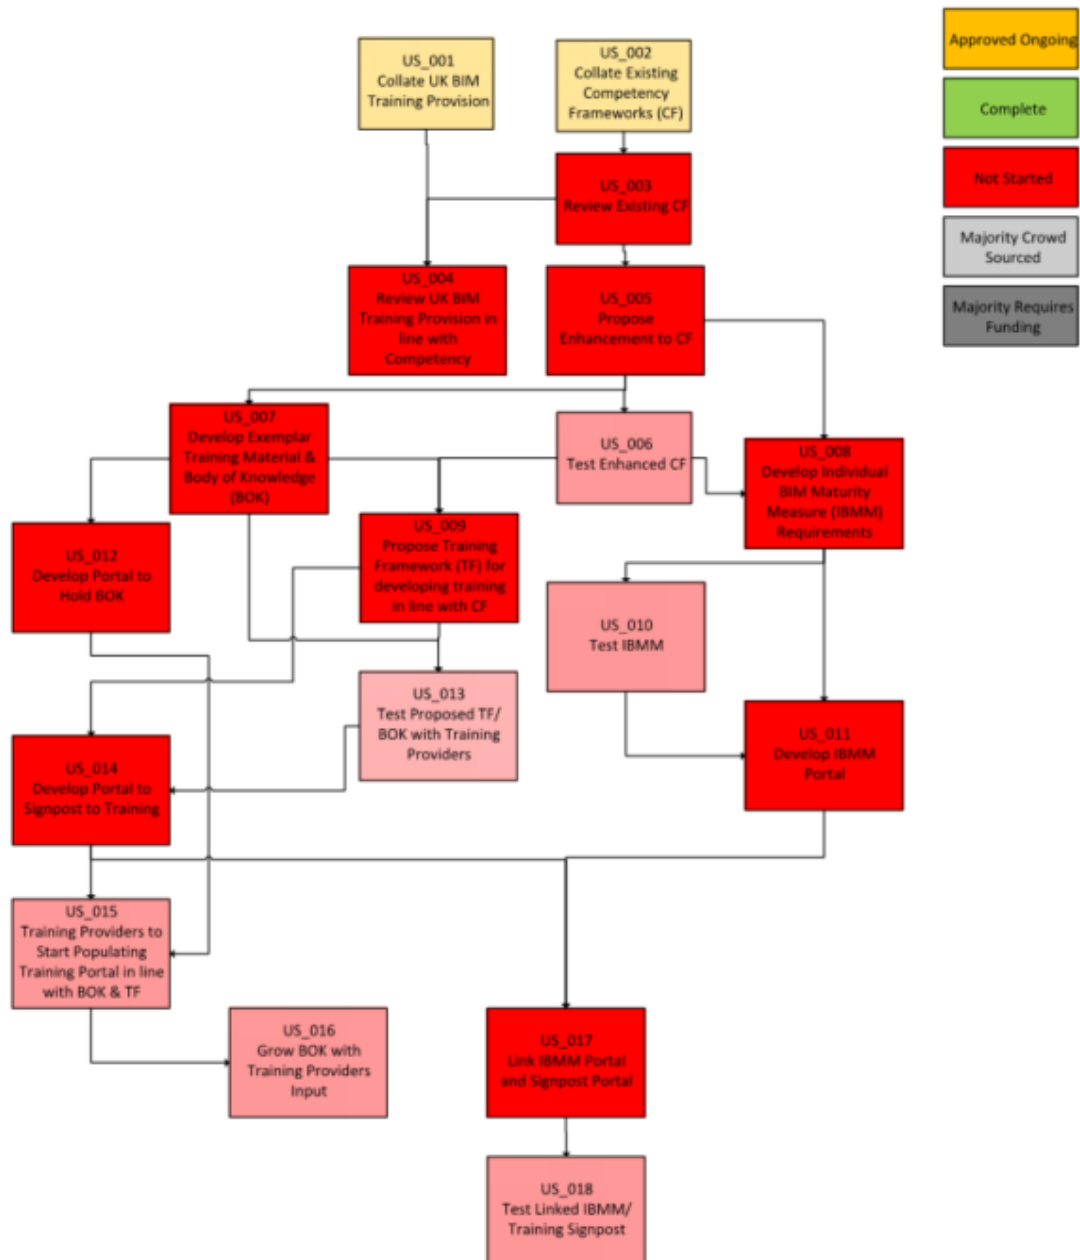 US_001
Collate UK BIM
Training Provision
US_002
Collate Existing
Competency
Frameworks (CF)
Approved Ongoing
Complete
Not Started
Majority Crowd
Sourced
Majority Requires
Funding
US_003
Review Existing CF
US_004
Review UK BIM
Training Provision in
line with
Competency
US_005
Propose
Enhancement to CF
US_007
Develop Exemplar
Training Material &
Body of Knowledge
(BOK)
US_006
Test Enhanced CF
US_008
Develop Individual
BIM Maturity
Measure (IBMM)
Requirements
US_012
Develop Portal to
Hold BOK
US_009
Propose Training
Framework (TF) for
developing training
in line with CF
US_010
Test IBMM
US_013
Test Proposed TF/
BOK with Training
Providers
US_011
Develop IBMM
Portal
US_014
Develop Portal to
Signpost to Training
US_015
Training Providers to
Start Populating
Training Portal in line
with BOK & TF
US_016
Grow BOK with
Training Providers
Input
US_017
Link IBMM Portal
and Signpost Portal
US_018
Test Linked IBMM/
Training Signpost